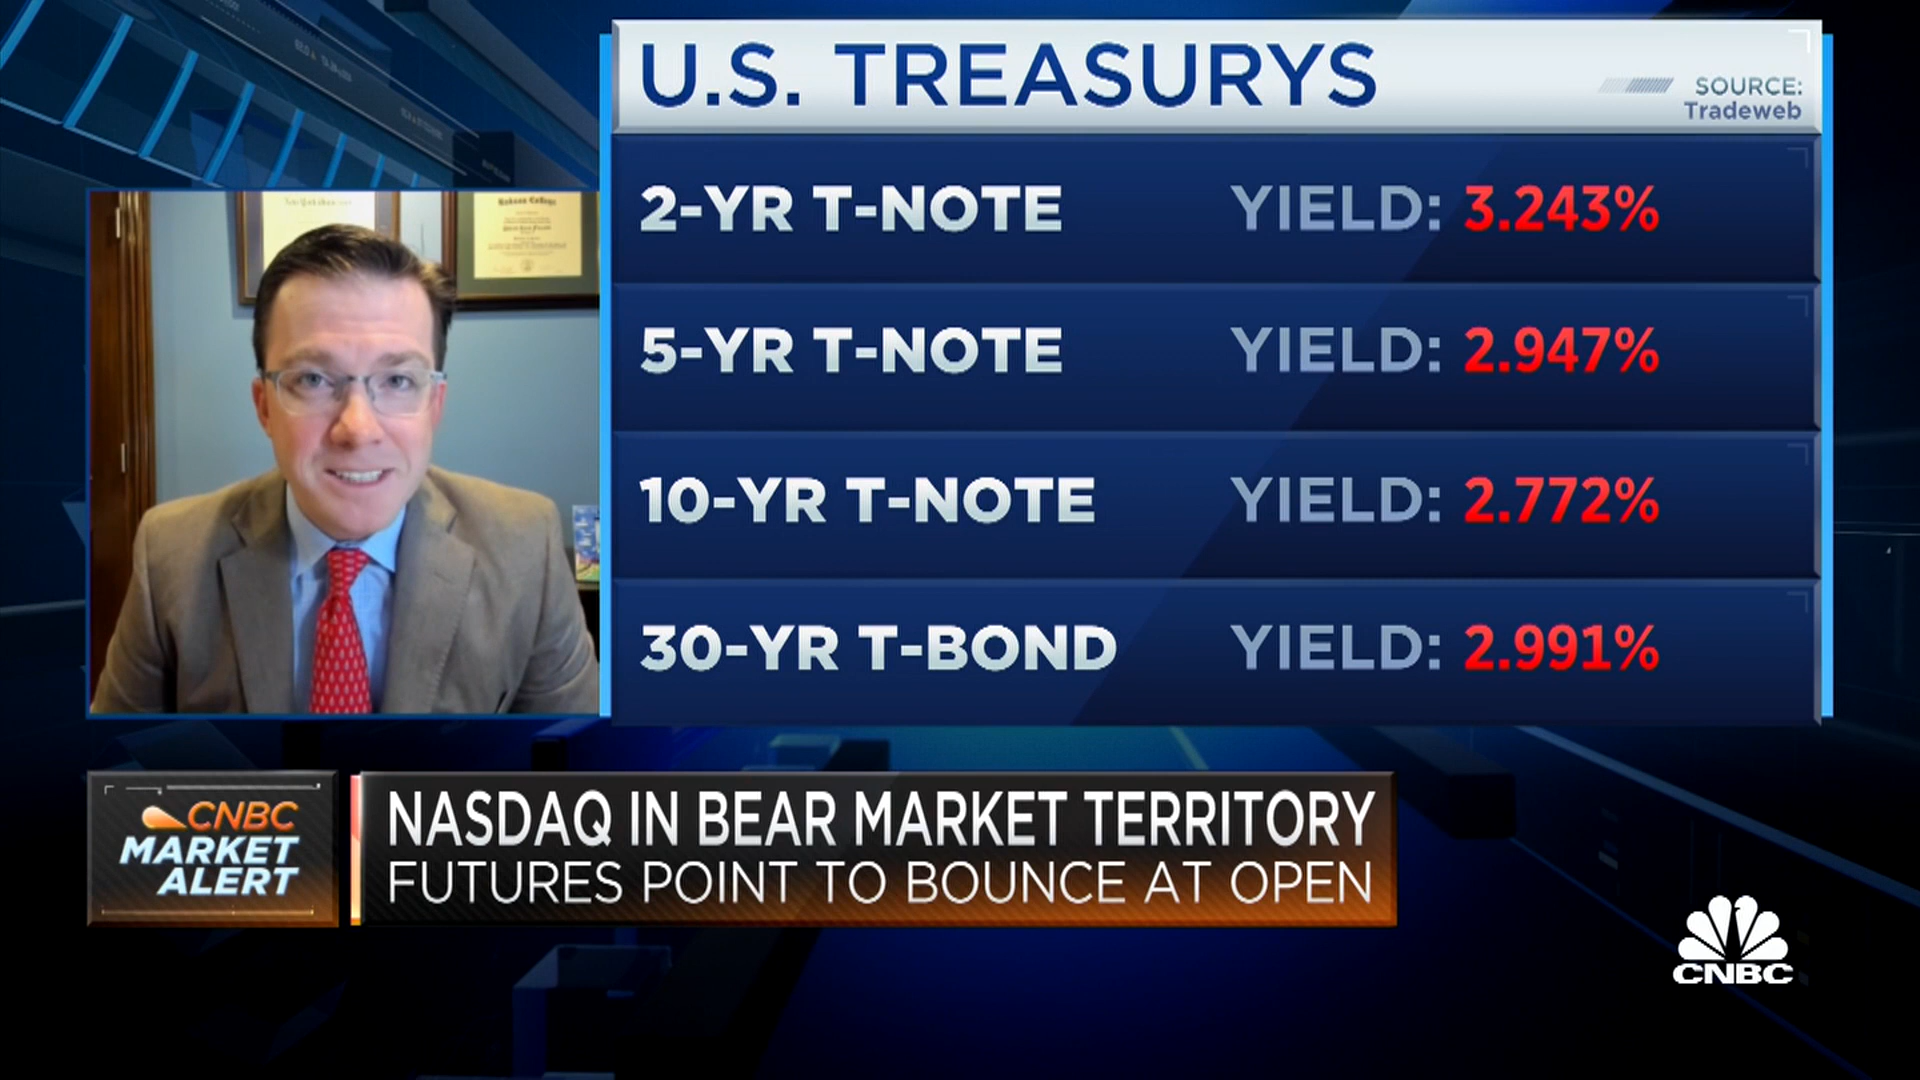 U.S. TREASURYS
SOURCE:
Tradeweb
2-YR T-NOTE YIELD: 3.243%
5-YR T-NOTE YIELD: 2.947%
10-YR T-NOTE YIELD: 2.772%
30-YR T-BOND YIELD: 2.991%
CNBC
MARKET
ALERT
NASDAQ IN BEAR MARKET TERRITORY
FUTURES POINT TO BOUNCE AT OPEN
CNBC